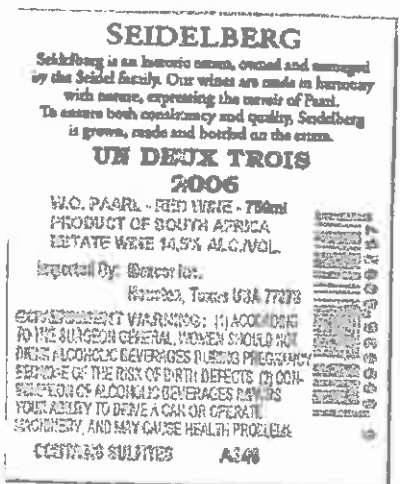 SEIDELBERG
Seidelberg is an historic estate, owned and managed
by the Seidel family. Our wines are made in harmony
with nature, expressing the terroir of Paarl.
To ensure both consistency and quality, Seidelberg
is grown, made and bottled on the estate.
UN DEUX TROIS
2006
W.O. PAARL - RED WINE - 750ml
PRODUCT OF SOUTH AFRICA
ESTATE WINE 14,5% ALC./VOL.
Imported By: Inc.
Houston, Texas USA
GOVERNMENT WARNING: (1) ACCORDING
TO THE SURGEON GENERAL, WOMEN SHOULD NOT
DRINK ALCOHOLIC BEVERAGES DURING PREGNANCY
BECAUSE OF THE RISK OF BIRTH DEFECTS. (2) CON-
SUMPTION OF ALCOHOLIC BEVERAGES IMPAIRS
YOUR ABILITY TO DRIVE A CAR OR OPERATE
MACHINERY, AND MAY CAUSE HEALTH PROBLEMS.
CONTAINS SULFITES